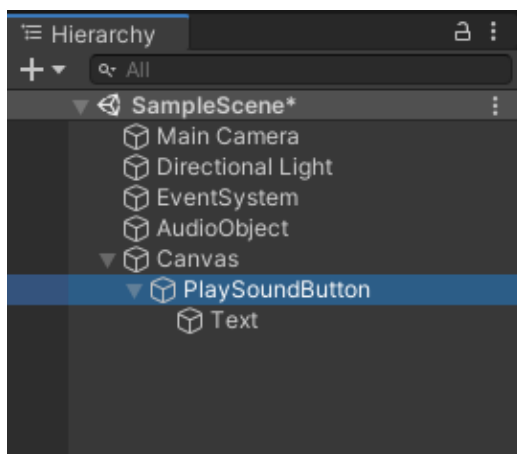 Hierarchy
All
SampleScene*
Main Camera
Directional Light
EventSystem
AudioObject
Canvas
PlaySoundButton
Text